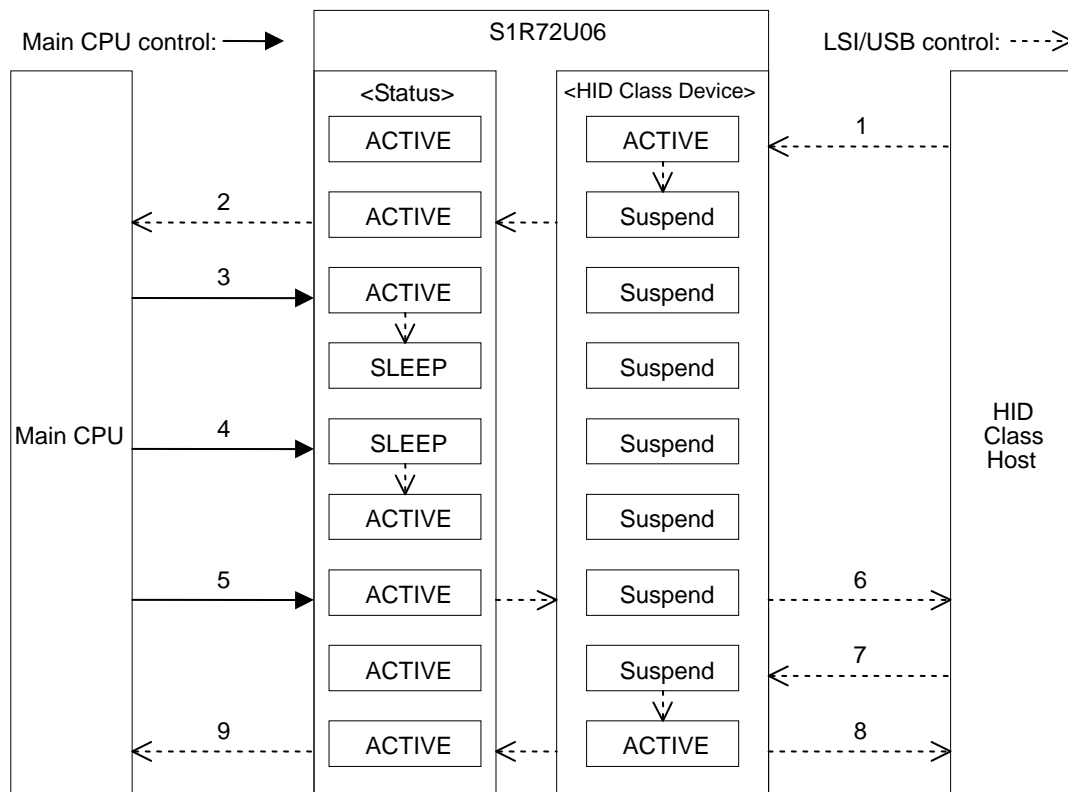 S1R72U06
Main CPU control:
LSI/USB control:
<Status>
<HID Class Device>
ACTIVE
ACTIVE
1
2
ACTIVE
Suspend
3
ACTIVE
Suspend
SLEEP
Suspend
Main CPU
4
SLEEP
Suspend
HID
Class
Host
ACTIVE
Suspend
5
ACTIVE
Suspend
6
ACTIVE
Suspend
7
9
ACTIVE
ACTIVE
8